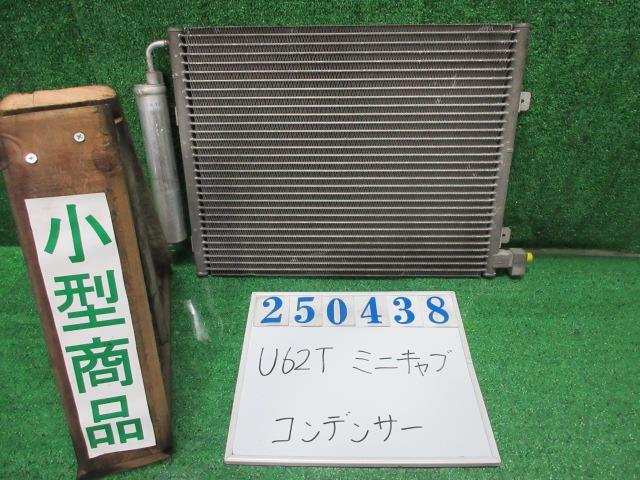 小型商品
250438
U62T ミニキャブ
コンデンサー